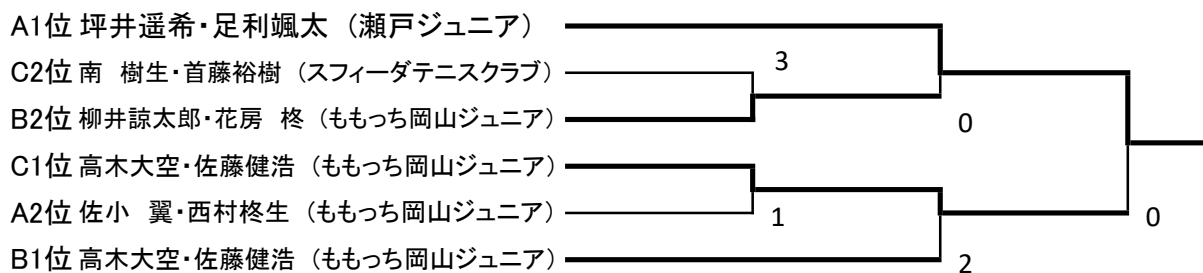 A1位 坪井遥希・足利颯太 (瀬戸ジュニア)
3
C2位 南 樹生・首藤裕樹 (スフィーダテニスクラブ)
B2位 柳井諒太郎・花房 柊 (ももっち岡山ジュニア)
0
C1位 高木大空・佐藤健浩 (ももっち岡山ジュニア)
A2位 佐小 翼・西村柊生 (ももっち岡山ジュニア)
1
0
B1位 高木大空・佐藤健浩 (ももっち岡山ジュニア)
2